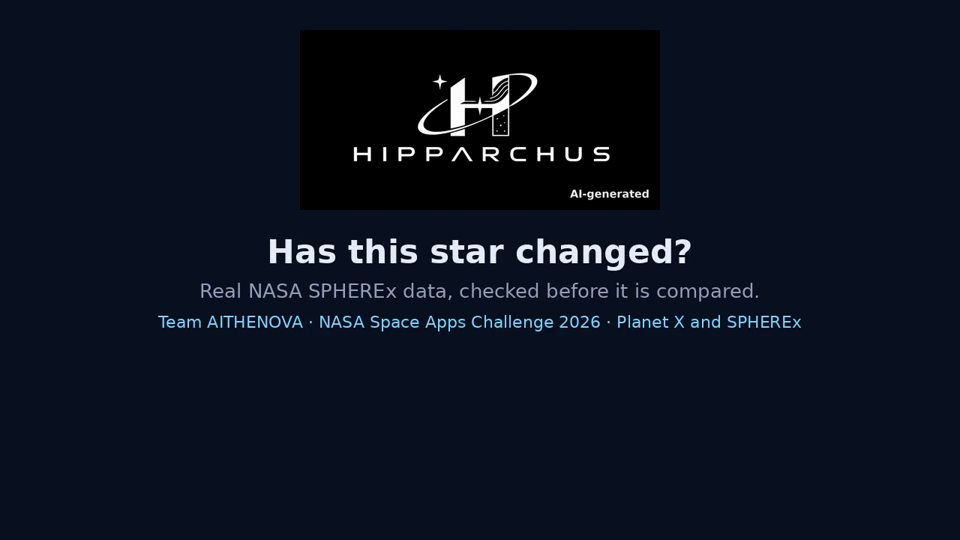 HIPPARCHUS
AI-generated
Has this star changed?
Real NASA SPHEREx data, checked before it is compared.
Team AITHENOVA · NASA Space Apps Challenge 2026 · Planet X and SPHEREx